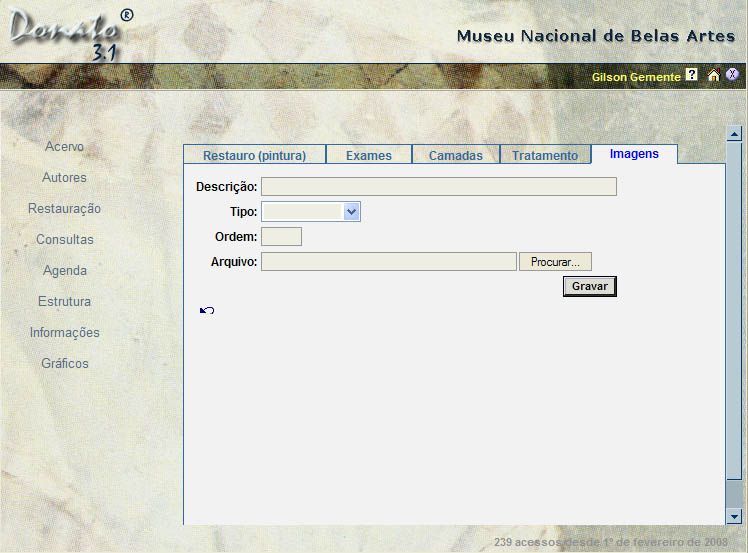 Donato ®
3.1
Museu Nacional de Belas Artes
Gilson Gemente ? X
Acervo
Autores
Restauração
Consultas
Agenda
Estrutura
Informações
Gráficos
Restauro (pintura) Exames Camadas Tratamento Imagens
Descrição:
Tipo:
Ordem:
Arquivo: Procurar...
Gravar
239 acessos desde 1º de fevereiro de 2008